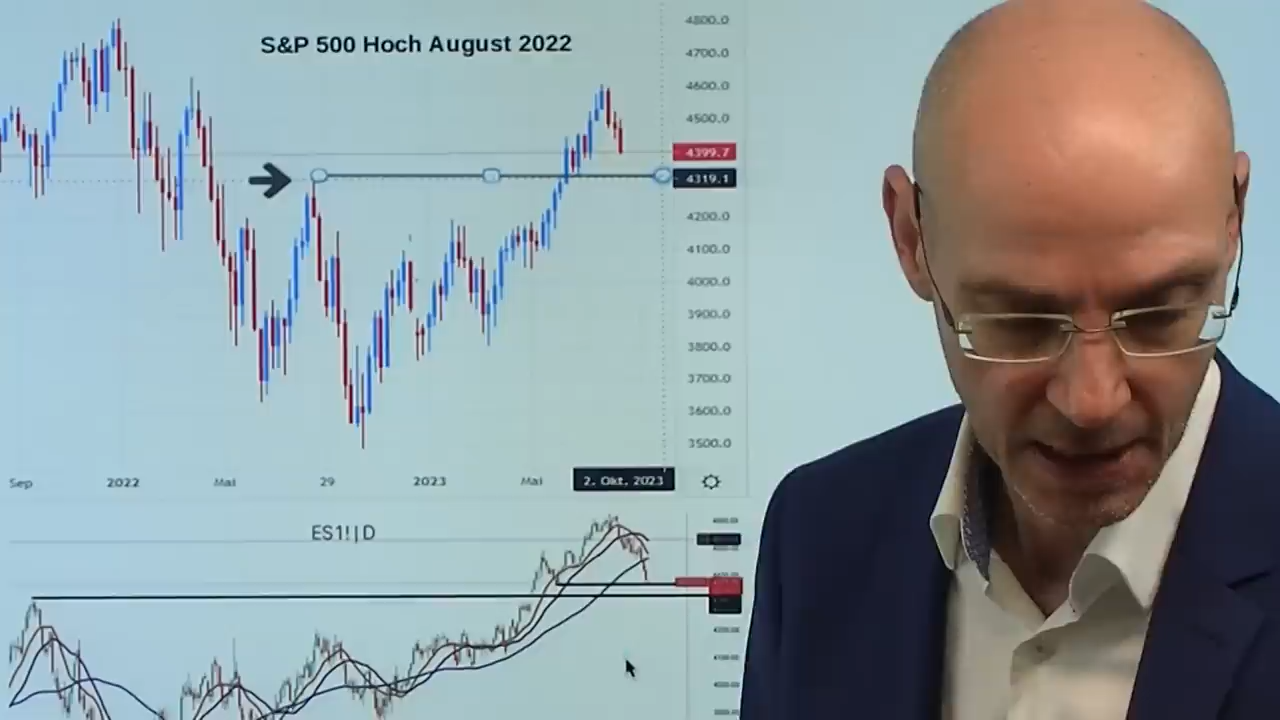 S&P 500 Hoch August 2022
4800.0
4700.0
4600.0
4500.0
4399.7
4319.1
4200.0
4100.0
4000.0
3900.0
3800.0
3700.0
3600.0
3500.0
Sep
2022
Mai
29
2023
Mai
2. Okt. 2023
ES1!|D